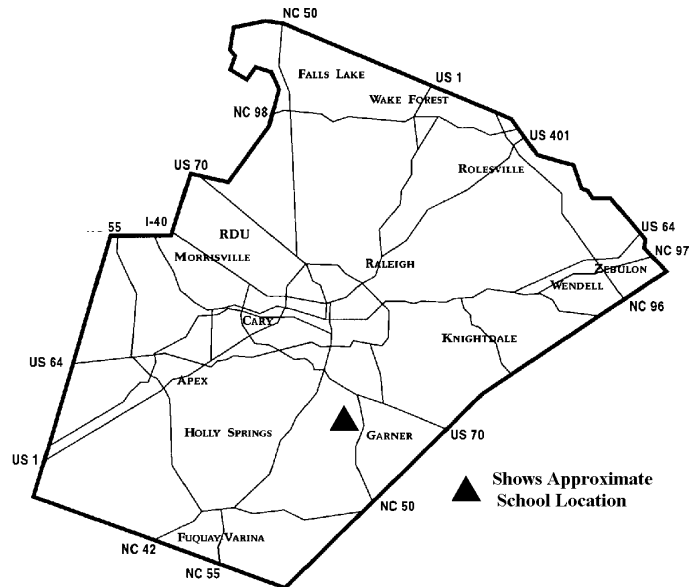 NC 50
FALLS LAKE
US 1
WAKE FOREST
NC 98
US 401
US 70
ROLESVILLE
55
I-40
RDU
US 64
MORRISVILLE
RALEIGH
NC 97
ZEBULON
WENDELL
NC 96
CARY
KNIGHTDALE
US 64
APEX
HOLLY SPRINGS
GARNER
US 70
US 1
Shows Approximate
School Location
NC 50
FUQUAY VARINA
NC 42
NC 55